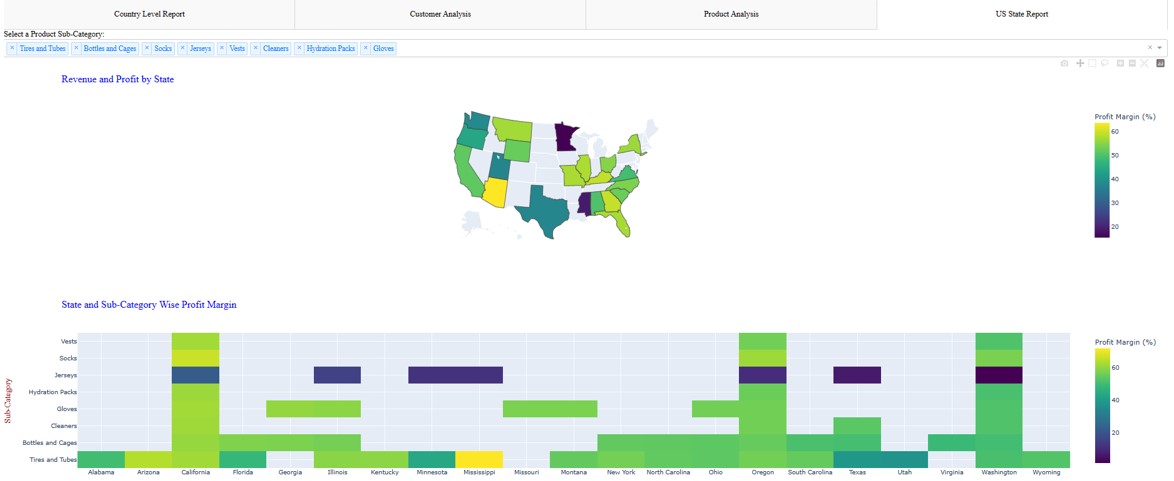 Country Level Report Customer Analysis Product Analysis US State Report
Select a Product Sub-Category:
× Tires and Tubes × Bottles and Cages × Socks × Jerseys × Vests × Cleaners × Hydration Packs × Gloves ×
Revenue and Profit by State
Profit Margin (%)
60
50
40
30
20
State and Sub-Category Wise Profit Margin
Profit Margin (%)
60
40
20
Sub-Category
Vests
Socks
Jerseys
Hydration Packs
Gloves
Cleaners
Bottles and Cages
Tires and Tubes
Alabama Arizona California Florida Georgia Illinois Kentucky Minnesota Mississippi Missouri Montana New York North Carolina Ohio Oregon South Carolina Texas Utah Virginia Washington Wyoming